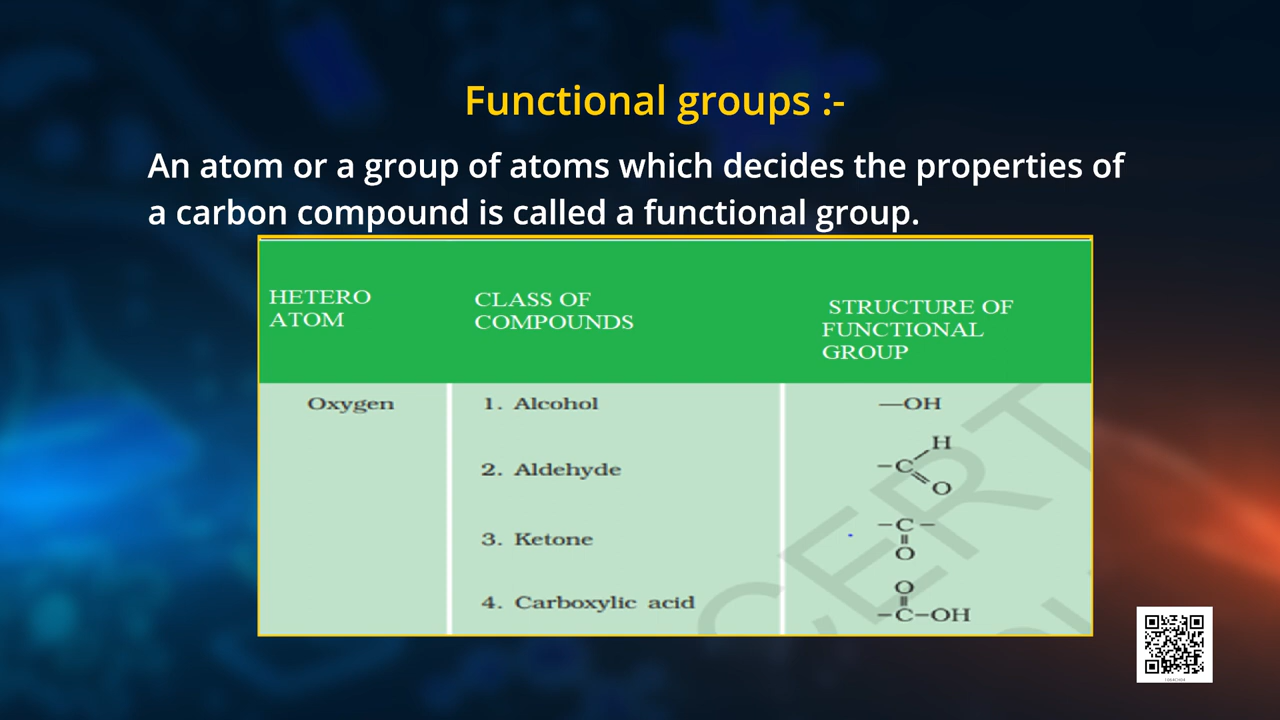 Functional groups :-
An atom or a group of atoms which decides the properties of
a carbon compound is called a functional group.
HETERO
ATOM
CLASS OF
COMPOUNDS
STRUCTURE OF
FUNCTIONAL
GROUP
Oxygen
1. Alcohol
—OH
2. Aldehyde
H
–C
O
3. Ketone
–C–
O
4. Carboxylic acid
O
–C–OH
CERT